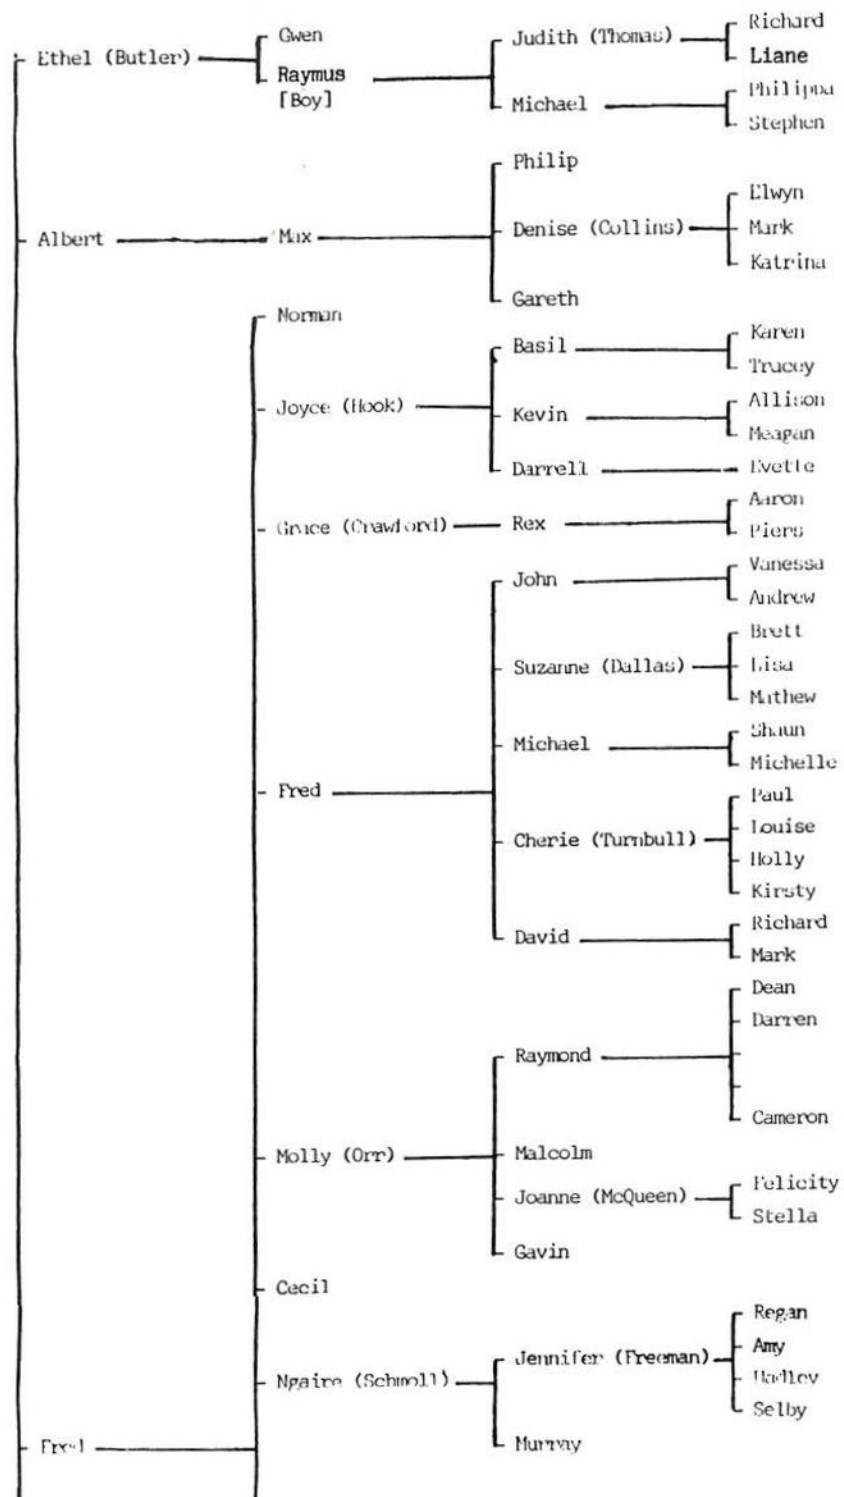 Ethel (Butler)
Gwen
Raymus
[Boy]
Judith (Thomas)
Richard
Liane
Michael
Philippa
Stephen
Albert
Max
Philip
Denise (Collins)
Elwyn
Mark
Katrina
Gareth
Norman
Joyce (Hook)
Basil
Karen
Tracey
Kevin
Allison
Meagan
Darrell
Evette
Grace (Crawford)
Rex
Aaron
Piers
Fred
John
Vanessa
Andrew
Suzanne (Dallas)
Brett
Lisa
Mathew
Michael
Shaun
Michelle
Cherie (Turnbull)
Paul
Louise
Holly
Kirsty
David
Richard
Mark
Molly (Orr)
Raymond
Dean
Darren
Cameron
Malcolm
Joanne (McQueen)
Felicity
Stella
Gavin
Cecil
Ngaire (Schmoll)
Jennifer (Freeman)
Regan
Amy
Hadley
Selby
Murray
Fred